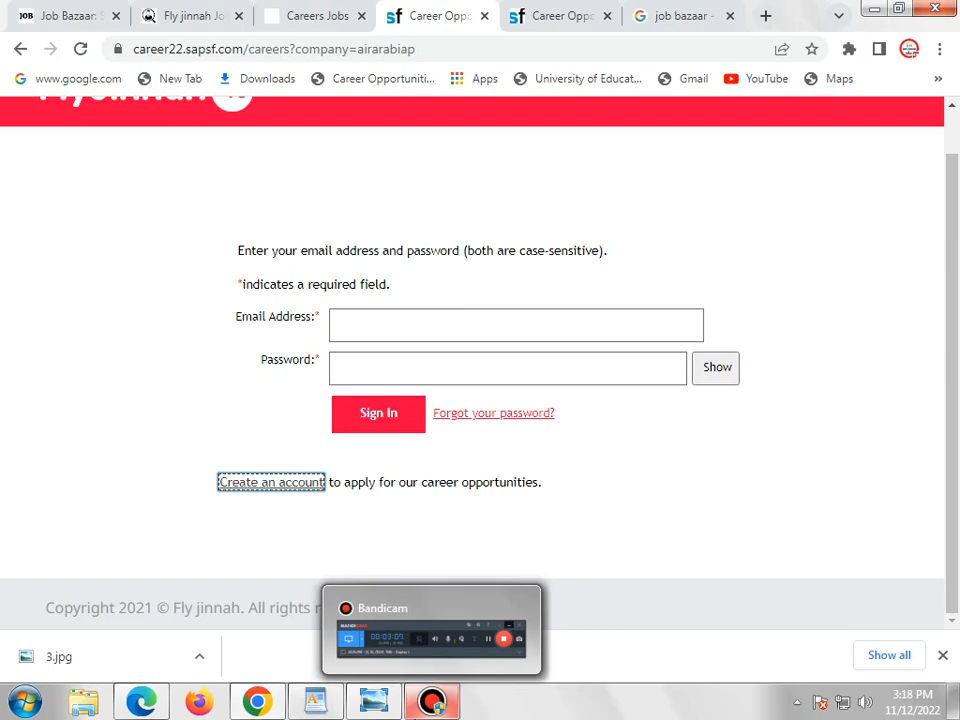 Job Bazaar: S
Fly jinnah Jo
Careers Jobs
Career Oppo
Career Oppo
job bazaar -
career22.sapsf.com/careers?company=airarabiap
www.google.com
New Tab
Downloads
Career Opportuniti...
Apps
University of Educat...
Gmail
YouTube
Maps
»
Enter your email address and password (both are case-sensitive).
*indicates a required field.
Email Address:*
Password:*
Show
Sign In
Forgot your password?
Create an account to apply for our career opportunities.
Copyright 2021 © Fly jinnah. All rights r
Bandicam
BANDICAM
00:03:07
3.jpg
Show all
3:18 PM
11/12/2022